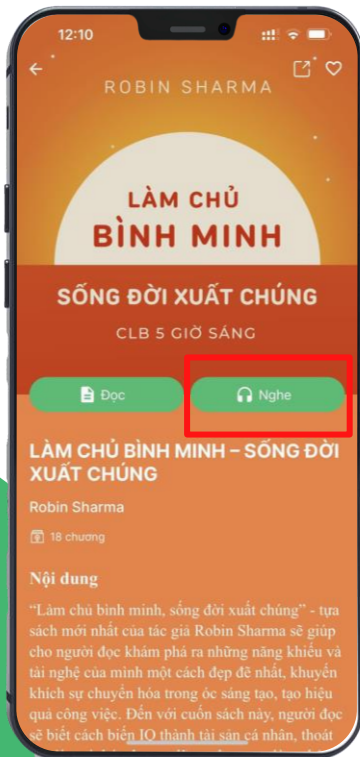 12:10
ROBIN SHARMA
LÀM CHỦ
BÌNH MINH
SỐNG ĐỜI XUẤT CHÚNG
CLB 5 GIỜ SÁNG
Đọc
Nghe
LÀM CHỦ BÌNH MINH – SỐNG ĐỜI
XUẤT CHÚNG
Robin Sharma
18 chương
Nội dung
“Làm chủ bình minh, sống đời xuất chúng” - tựa
sách mới nhất của tác giả Robin Sharma sẽ giúp
cho người đọc khám phá ra những năng khiếu và
tài nghệ của mình một cách đẹp đẽ nhất, khuyến
khích sự chuyển hóa trong óc sáng tạo, tạo hiệu
quả công việc. Đến với cuốn sách này, người đọc
sẽ biết cách biến IQ thành tài sản cá nhân, thoát